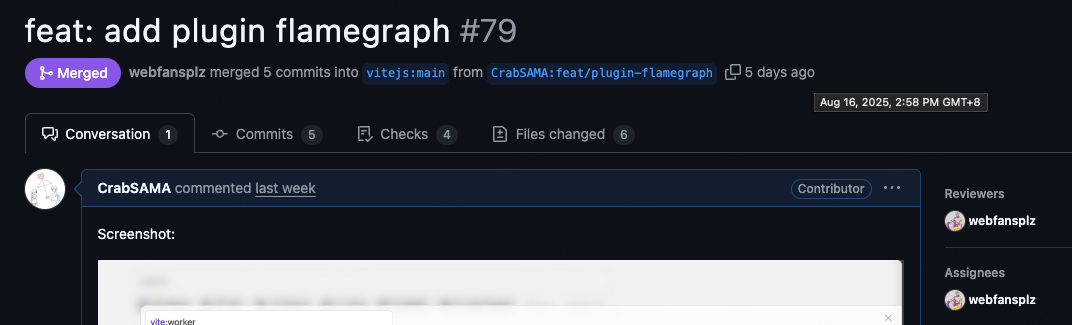 feat: add plugin flamegraph #79
Merged webfansplz merged 5 commits into vitejs:main from CrabSAMA:feat/plugin-flamegraph 5 days ago
Aug 16, 2025, 2:58 PM GMT+8
Conversation 1 Commits 5 Checks 4 Files changed 6
CrabSAMA commented last week Contributor
Reviewers
webfansplz
Screenshot:
Assignees
webfansplz
vite:worker